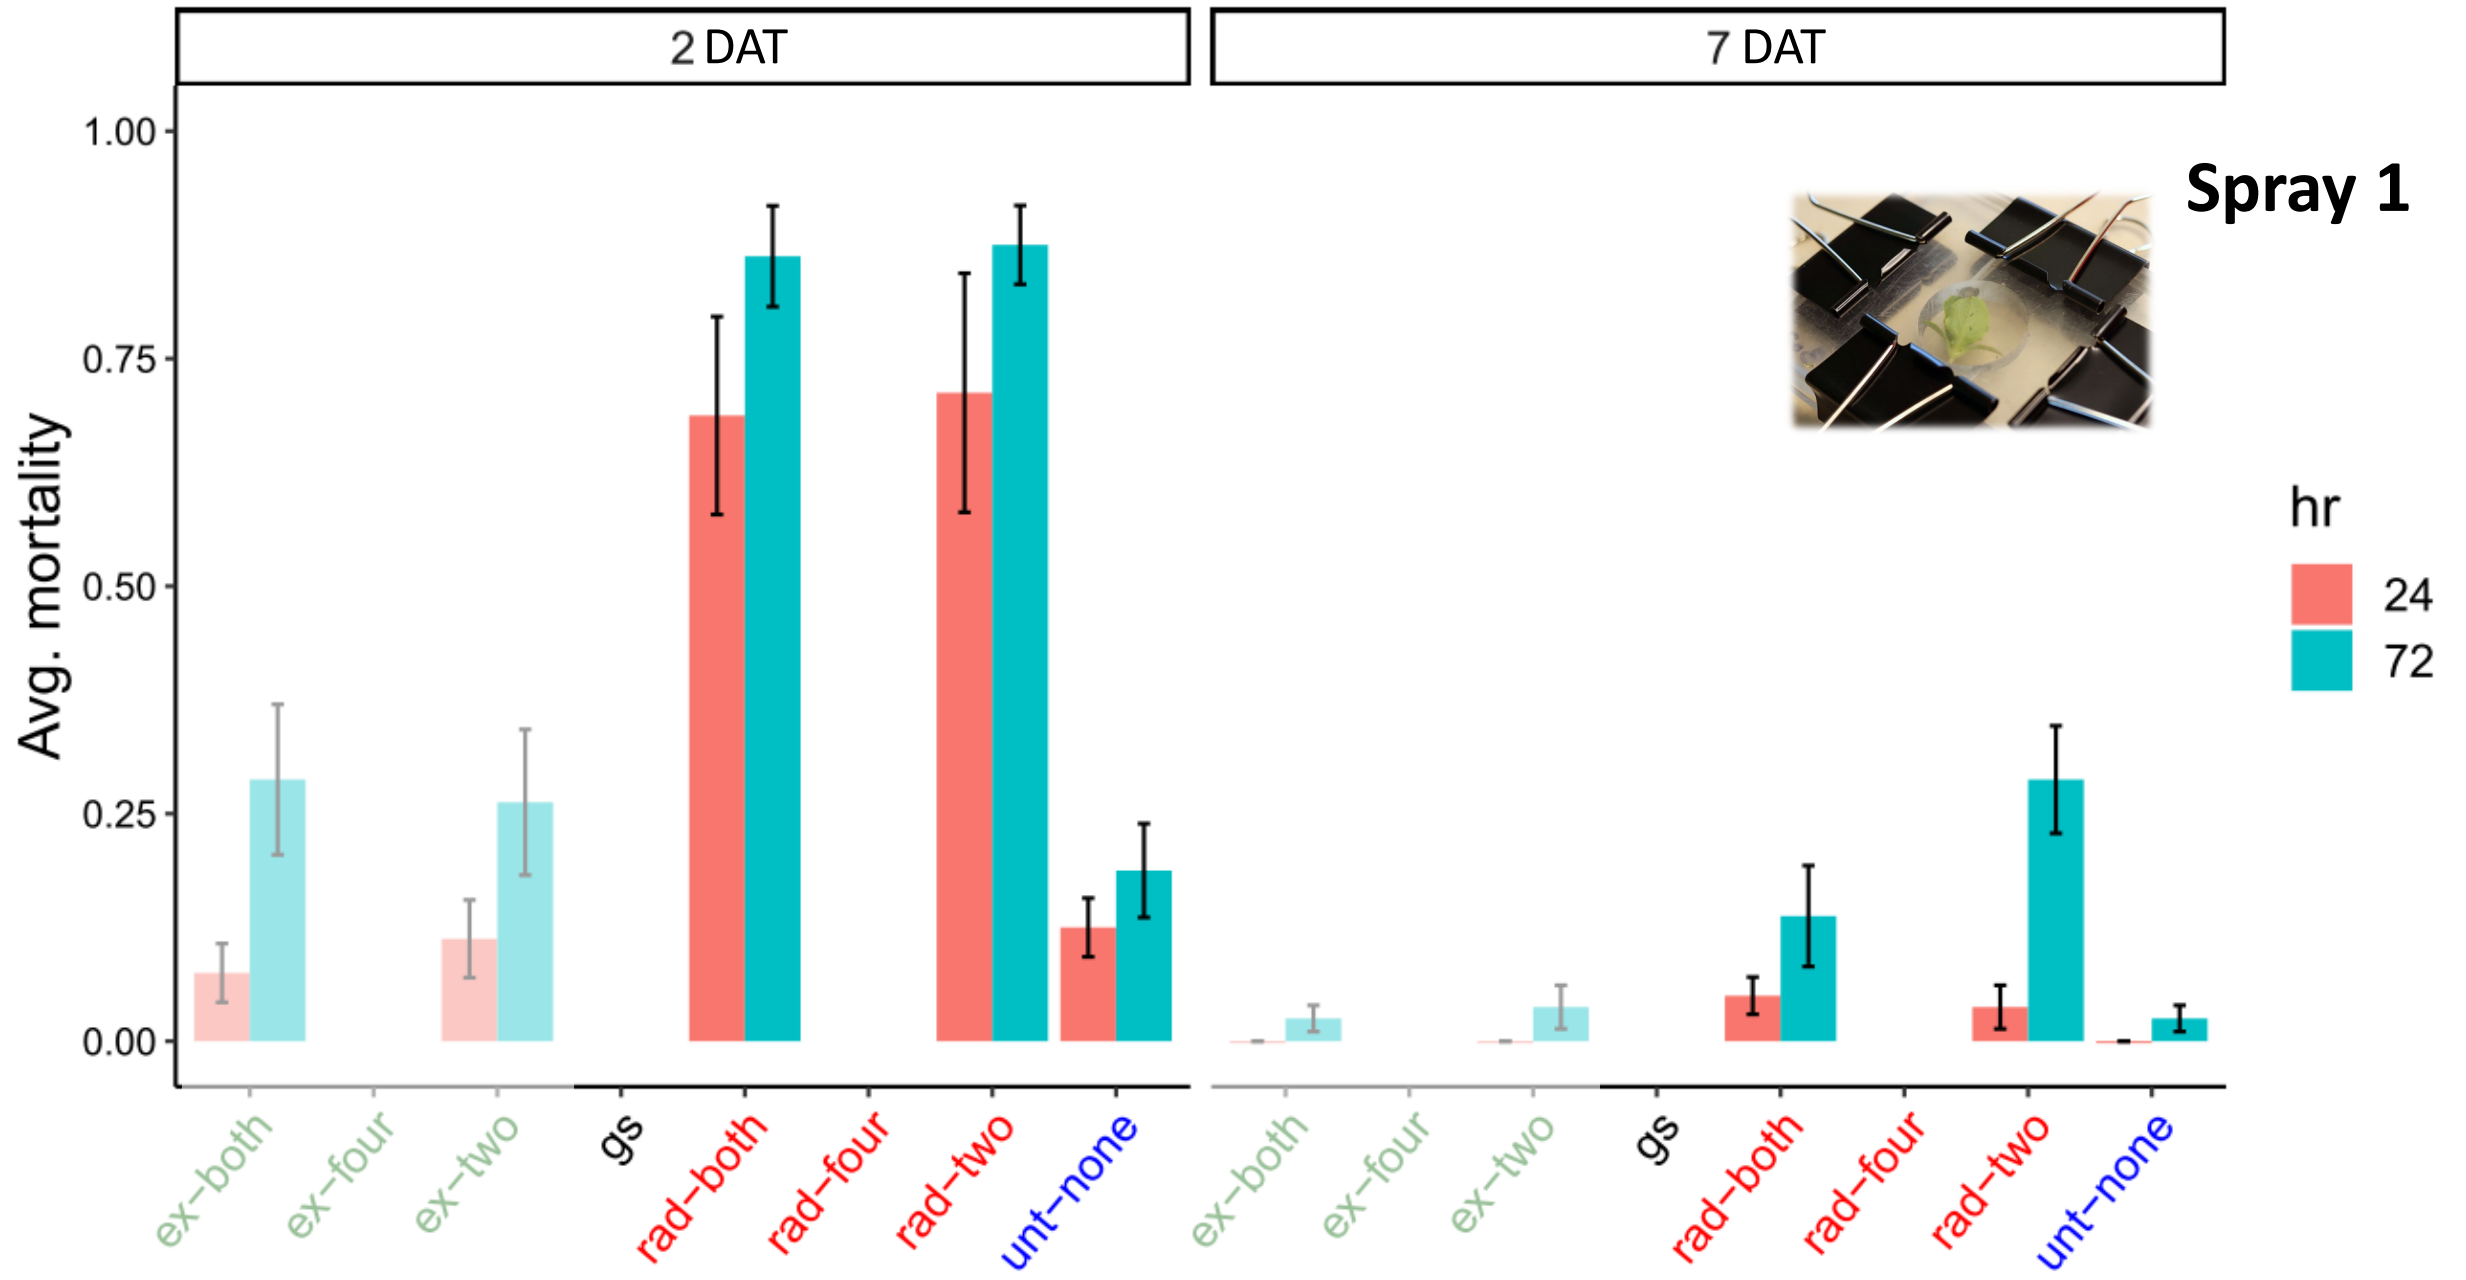 2 DAT
7 DAT
Spray 1
Avg. mortality
1.00
0.75
0.50
0.25
0.00
hr
24
72
ex−both
ex−four
ex−two
gs
rad−both
rad−four
rad−two
unt−none
ex−both
ex−four
ex−two
gs
rad−both
rad−four
rad−two
unt−none